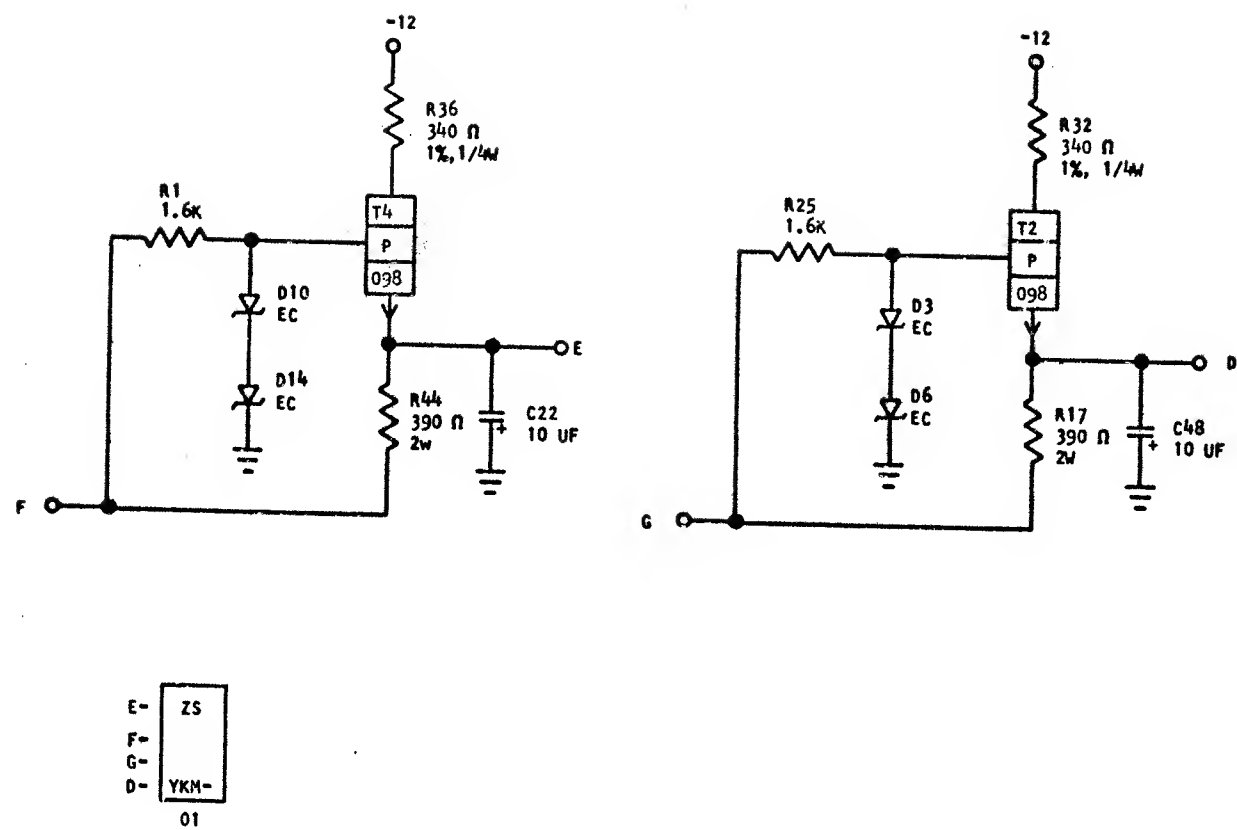 -12
R36
340 Ω
1%,1/4W
R1
1.6K
T4
P
098
D10
EC
D14
EC
E
R44
390 Ω
2W
C22
10 UF
+
F
-12
R32
340 Ω
1%, 1/4W
R25
1.6K
T2
P
098
D3
EC
D6
EC
D
R17
390 Ω
2W
C48
10 UF
+
G
E- ZS
F-
G-
D- YKM-
01